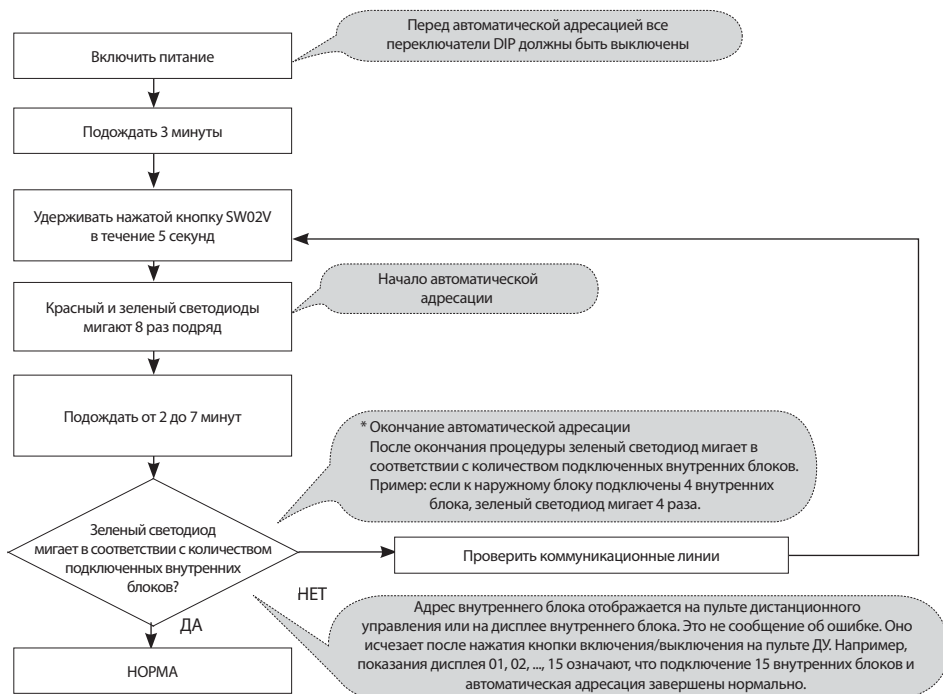 Перед автоматической адресацией все
переключатели DIP должны быть выключены
Включить питание
Подождать 3 минуты
Удерживать нажатой кнопку SW02V
в течение 5 секунд
Начало автоматической
адресации
Красный и зеленый светодиоды
мигают 8 раз подряд
Подождать от 2 до 7 минут
* Окончание автоматической адресации
После окончания процедуры зеленый светодиод мигает в
соответствии с количеством подключенных внутренних блоков.
Пример: если к наружному блоку подключены 4 внутренних
блока, зеленый светодиод мигает 4 раза.
Зеленый светодиод
мигает в соответствии с количеством
подключенных внутренних
блоков?
Проверить коммуникационные линии
НЕТ
ДА
Адрес внутреннего блока отображается на пульте дистанционного
управления или на дисплее внутреннего блока. Это не сообщение об ошибке. Оно
исчезает после нажатия кнопки включения/выключения на пульте ДУ. Например,
показания дисплея 01, 02, ..., 15 означают, что подключение 15 внутренних блоков и
автоматическая адресация завершены нормально.
НОРМА